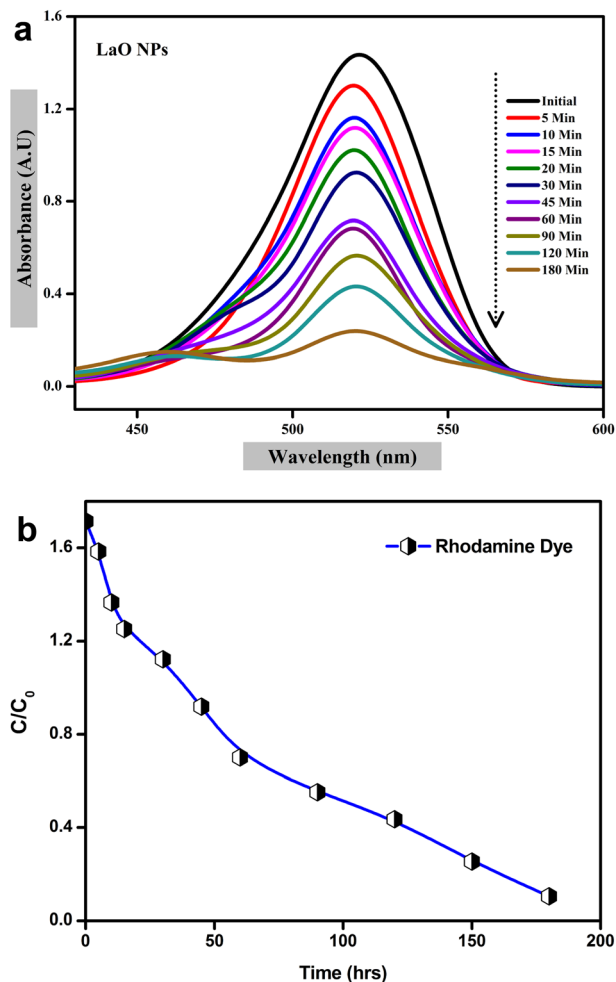 a
LaO NPs
1.6
1.2
0.8
0.4
0.0
Absorbance (A.U)
Initial
5 Min
10 Min
15 Min
20 Min
30 Min
45 Min
60 Min
90 Min
120 Min
180 Min
450
500
550
600
Wavelength (nm)
b
Rhodamine Dye
1.6
1.2
0.8
0.4
0.0
C/C₀
0
50
100
150
200
Time (hrs)